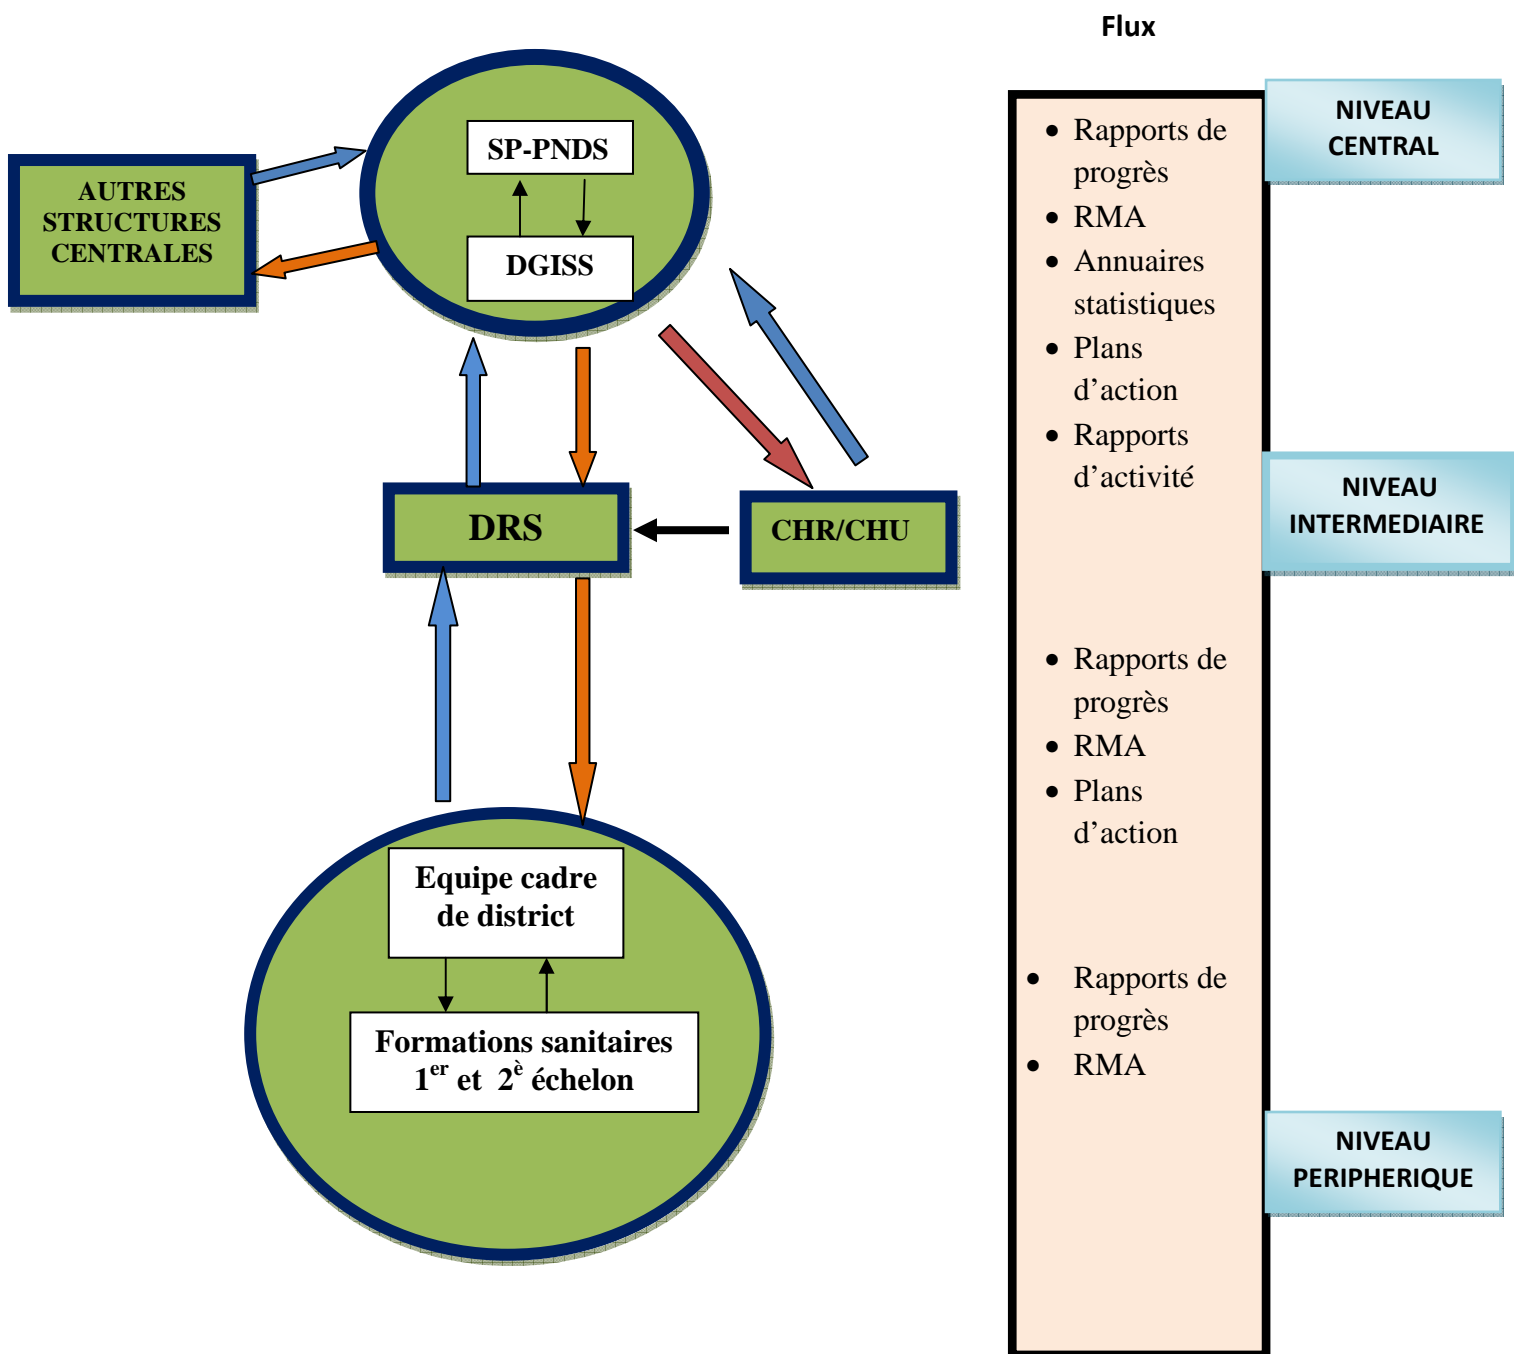 Flux
SP-PNDS
DGISS
AUTRES
STRUCTURES
CENTRALES
DRS
CHR/CHU
Equipe cadre
de district
Formations sanitaires
1er et 2è échelon
• Rapports de
progrès
• RMA
• Annuaires
statistiques
• Plans
d’action
• Rapports
d’activité
• Rapports de
progrès
• RMA
• Plans
d’action
• Rapports de
progrès
• RMA
NIVEAU
CENTRAL
NIVEAU
INTERMEDIAIRE
NIVEAU
PERIPHERIQUE